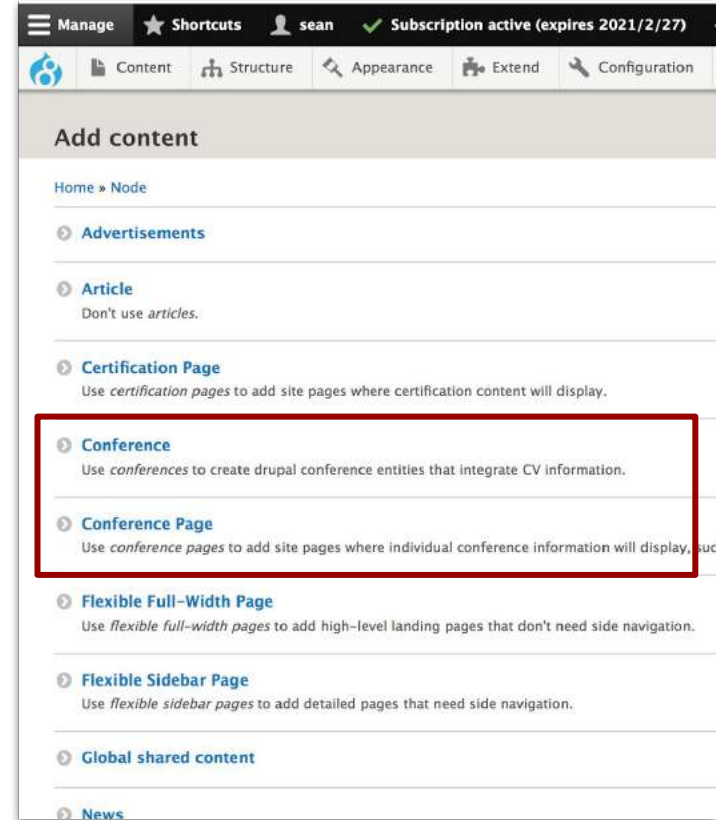 Manage Shortcuts sean Subscription active (expires 2021/2/27)
Content Structure Appearance Extend Configuration
Add content
Home » Node
Advertisements
Article
Don't use articles.
Certification Page
Use certification pages to add site pages where certification content will display.
Conference
Use conferences to create drupal conference entities that integrate CV information.
Conference Page
Use conference pages to add site pages where individual conference information will display, suc
Flexible Full-Width Page
Use flexible full-width pages to add high-level landing pages that don't need side navigation.
Flexible Sidebar Page
Use flexible sidebar pages to add detailed pages that need side navigation.
Global shared content
News